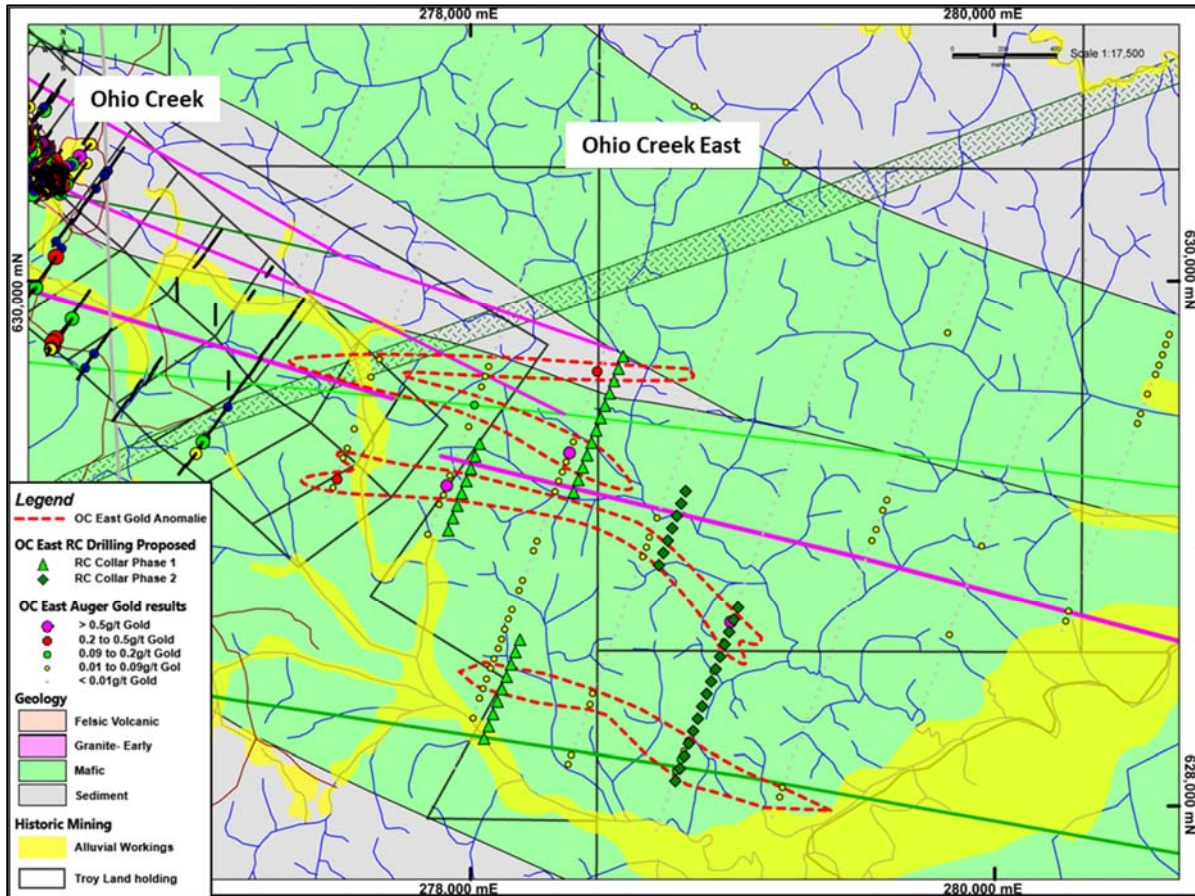 278,000 mE
280,000 mE
0 200 400
metres
Scale 1:17,500
Ohio Creek
Ohio Creek East
630,000 mN
630,000 mN
Legend
OC East Gold Anomalie
OC East RC Drilling Proposed
RC Collar Phase 1
RC Collar Phase 2
OC East Auger Gold results
> 0.5g/t Gold
0.2 to 0.5g/t Gold
0.09 to 0.2g/t Gold
0.01 to 0.09g/t Gol
< 0.01g/t Gold
Geology
Felsic Volcanic
Granite- Early
Mafic
Sediment
Historic Mining
Alluvial Workings
Troy Land holding
628,000 mN
278,000 mE
280,000 mE